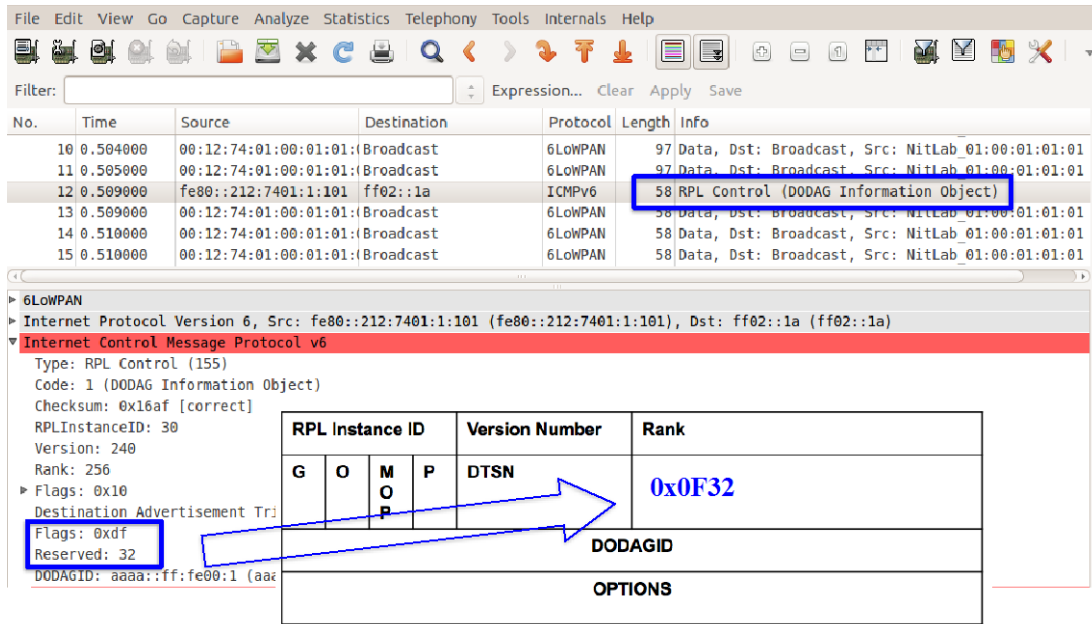 File Edit View Go Capture Analyze Statistics Telephony Tools Internals Help
Filter: Expression... Clear Apply Save
No. Time Source Destination Protocol Length Info
10 0.504000 00:12:74:01:00:01:01:( Broadcast 6LoWPAN 97 Data, Dst: Broadcast, Src: NitLab_01:00:01:01:01
11 0.505000 00:12:74:01:00:01:01:( Broadcast 6LoWPAN 97 Data, Dst: Broadcast, Src: NitLab_01:00:01:01:01
12 0.509000 fe80::212:7401:1:101 ff02::1a ICMPv6 58 RPL Control (DODAG Information Object)
13 0.509000 00:12:74:01:00:01:01:( Broadcast 6LoWPAN 58 Data, Dst: Broadcast, Src: NitLab_01:00:01:01:01
14 0.510000 00:12:74:01:00:01:01:( Broadcast 6LoWPAN 58 Data, Dst: Broadcast, Src: NitLab_01:00:01:01:01
15 0.510000 00:12:74:01:00:01:01:( Broadcast 6LoWPAN 58 Data, Dst: Broadcast, Src: NitLab_01:00:01:01:01
6LoWPAN
Internet Protocol Version 6, Src: fe80::212:7401:1:101 (fe80::212:7401:1:101), Dst: ff02::1a (ff02::1a)
Internet Control Message Protocol v6
Type: RPL Control (155)
Code: 1 (DODAG Information Object)
Checksum: 0x16af [correct]
RPLInstanceID: 30
Version: 240
Rank: 256
Flags: 0x10
Destination Advertisement Tri
Flags: 0xdf
Reserved: 32
DODAGID: aaaa::ff:fe00:1 (aaa
RPL Instance ID Version Number Rank
G O MOP P DTSN 0x0F32
DODAGID
OPTIONS